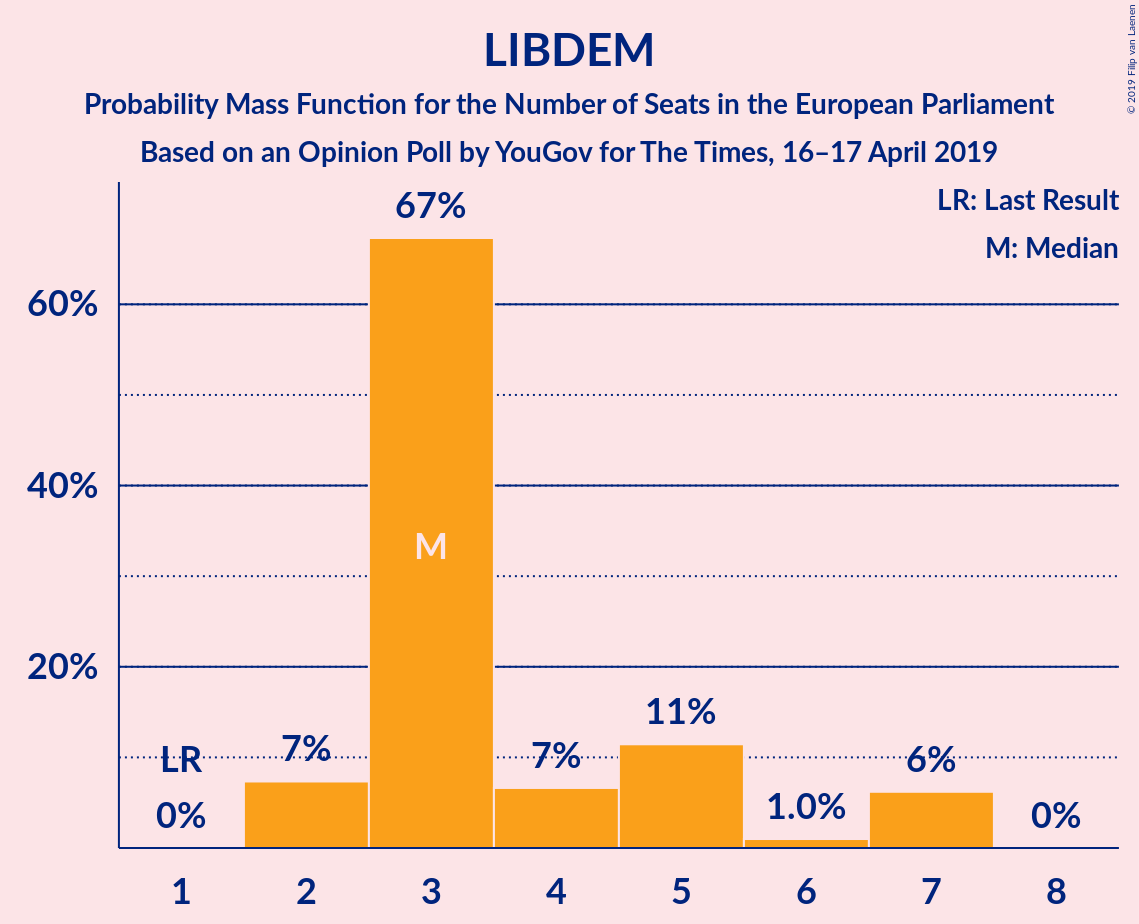 LIBDEM
Probability Mass Function for the Number of Seats in the European Parliament
Based on an Opinion Poll by YouGov for The Times, 16–17 April 2019
© 2019 Filip van Laenen
LR: Last Result
M: Median
67%
60%
40%
M
20%
11%
7%
7%
LR
6%
1.0%
0%
0%
1 2 3 4 5 6 7 8